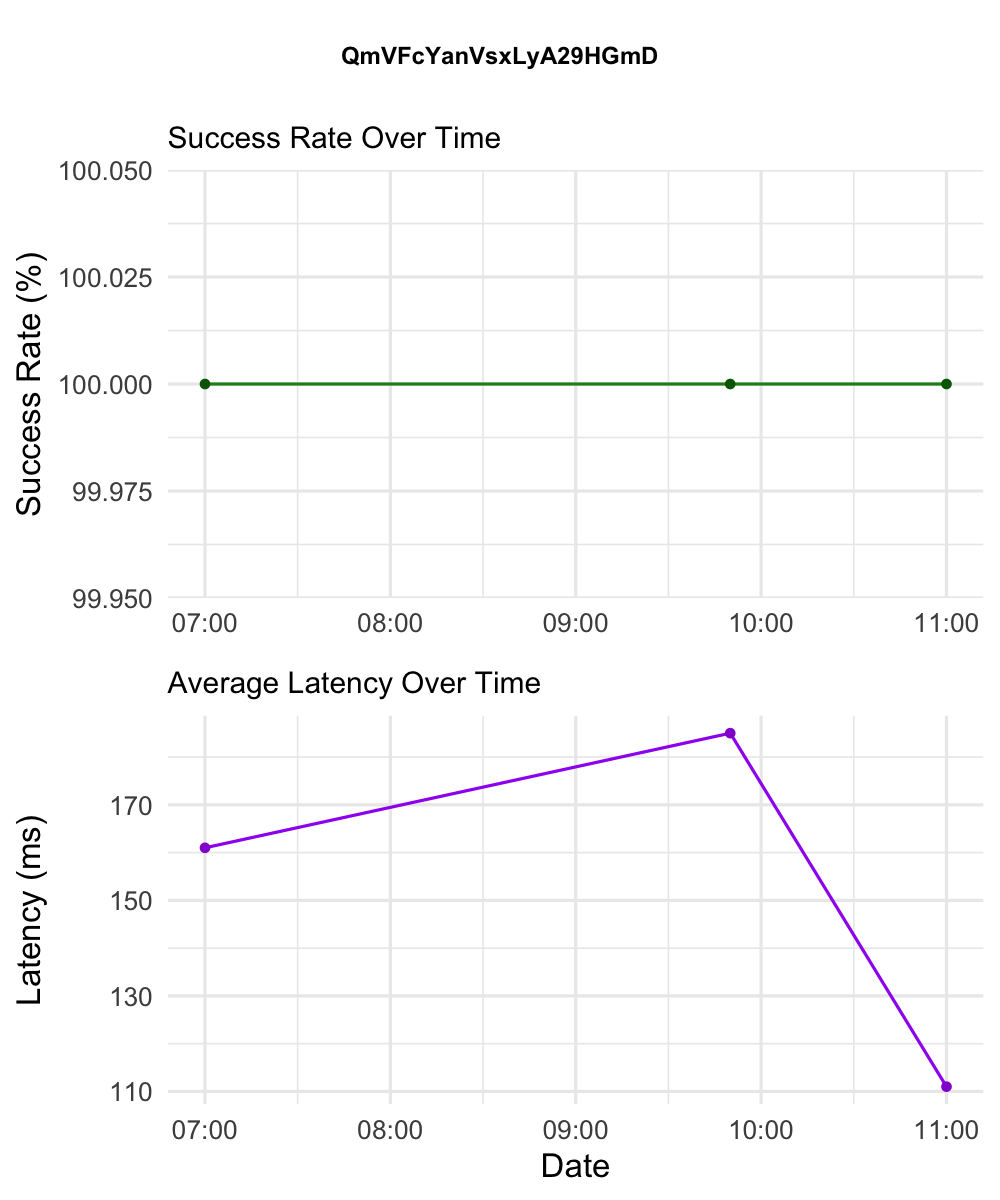 QmVFcYanVsxLyA29HGmD
Success Rate Over Time
Success Rate (%)
100.050
100.025
100.000
99.975
99.950
07:00 08:00 09:00 10:00 11:00
Average Latency Over Time
Latency (ms)
170
150
130
110
07:00 08:00 09:00 10:00 11:00
Date